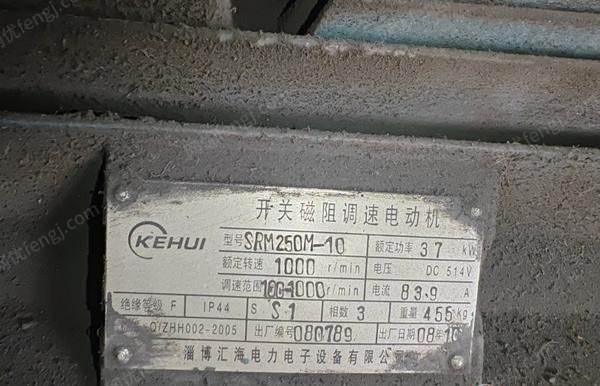 开关磁阻调速电动机
KEHUI 型号 SRM250M-10 额定功率 37 kW
额定转速 1000 r/min 电压 DC 514V
调速范围 100-1000 r/min 电流 83.9 A
绝缘等级 F IP44 S S1 相数 3 重量 455 kg
Q/ZHH002-2005 出厂编号 080789 出厂日期 08年10
淄博汇海电力电子设备有限公司